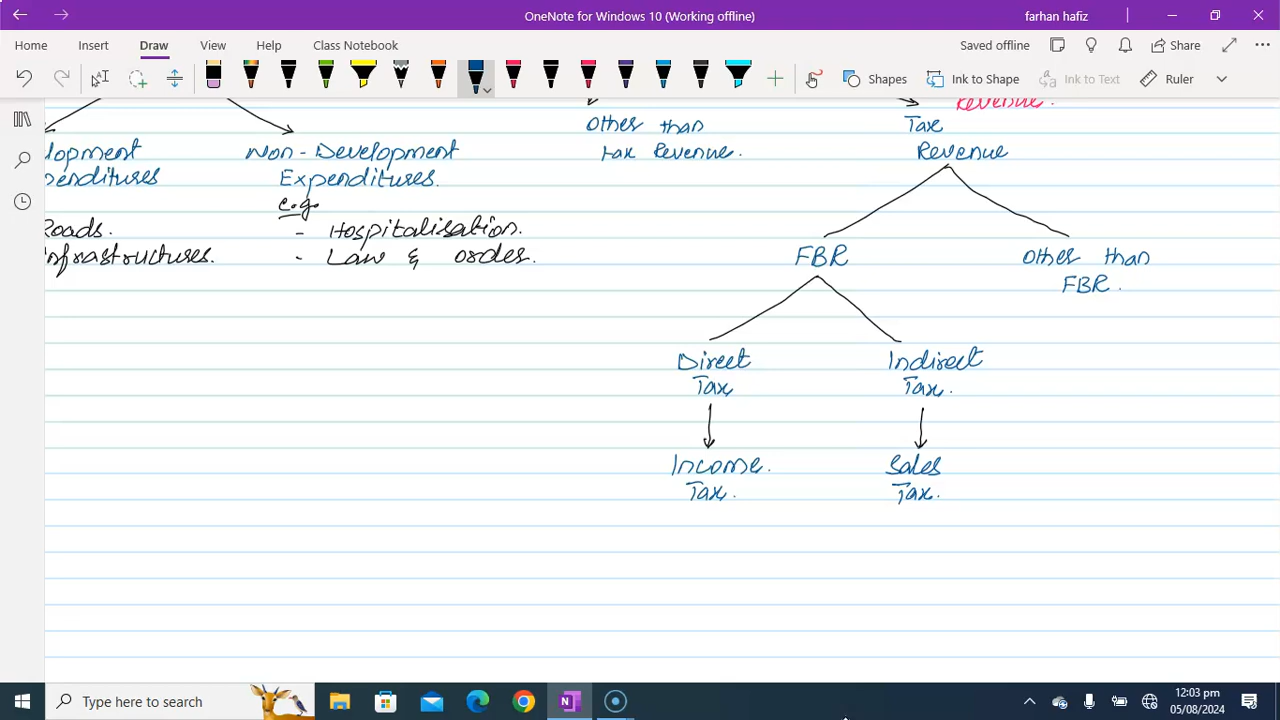 OneNote for Windows 10 (Working offline)
farhan hafiz
Home
Insert
Draw
View
Help
Class Notebook
Saved offline
Share
Shapes
Ink to Shape
Ink to Text
Ruler
Revenue.
lopment
penditures
Roads.
infrastructures.
Non-Development
Expenditures.
e.g.
- Hospitalisation.
- Law & order.
Other than
tax Revenue.
Tax
Revenue
FBR
Other than
FBR.
Direct
Tax
Indirect
Tax.
Income.
Tax.
Sales
Tax.
Type here to search
12:03 pm
05/08/2024